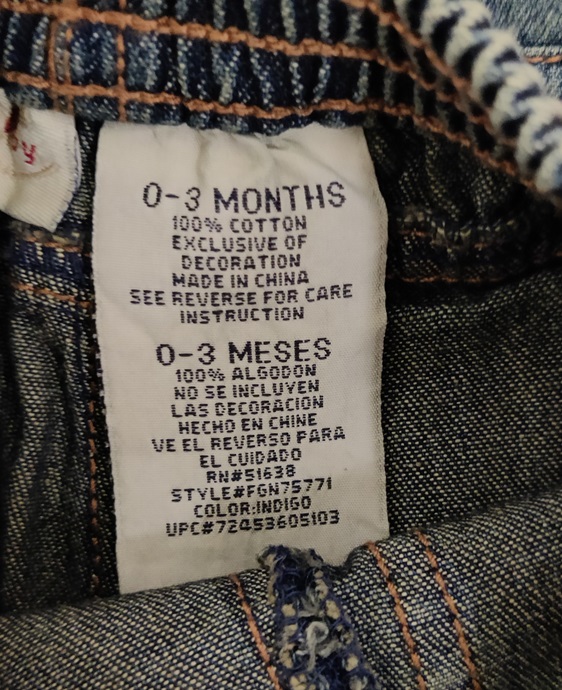 0-3 MONTHS
100% COTTON
EXCLUSIVE OF
DECORATION
MADE IN CHINA
SEE REVERSE FOR CARE
INSTRUCTION
0-3 MESES
100% ALGODON
NO SE INCLUYEN
LAS DECORACION
HECHO EN CHINE
VE EL REVERSO PARA
EL CUIDADO
RN#51638
STYLE#FGN75771
COLOR:INDIGO
UPC#72453605103